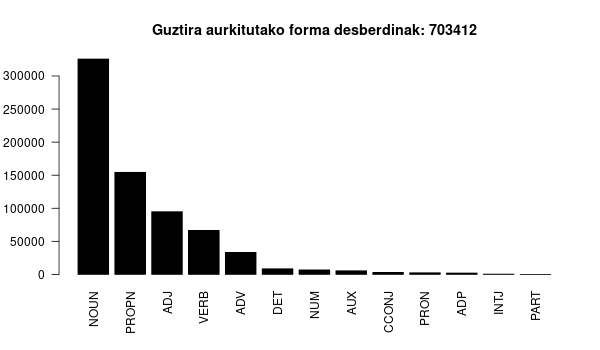 Guztira aurkitutako forma desberdinak: 703412
300000
250000
200000
150000
100000
50000
0
NOUN
PROPN
ADJ
VERB
ADV
DET
NUM
AUX
CCONJ
PRON
ADP
INTJ
PART